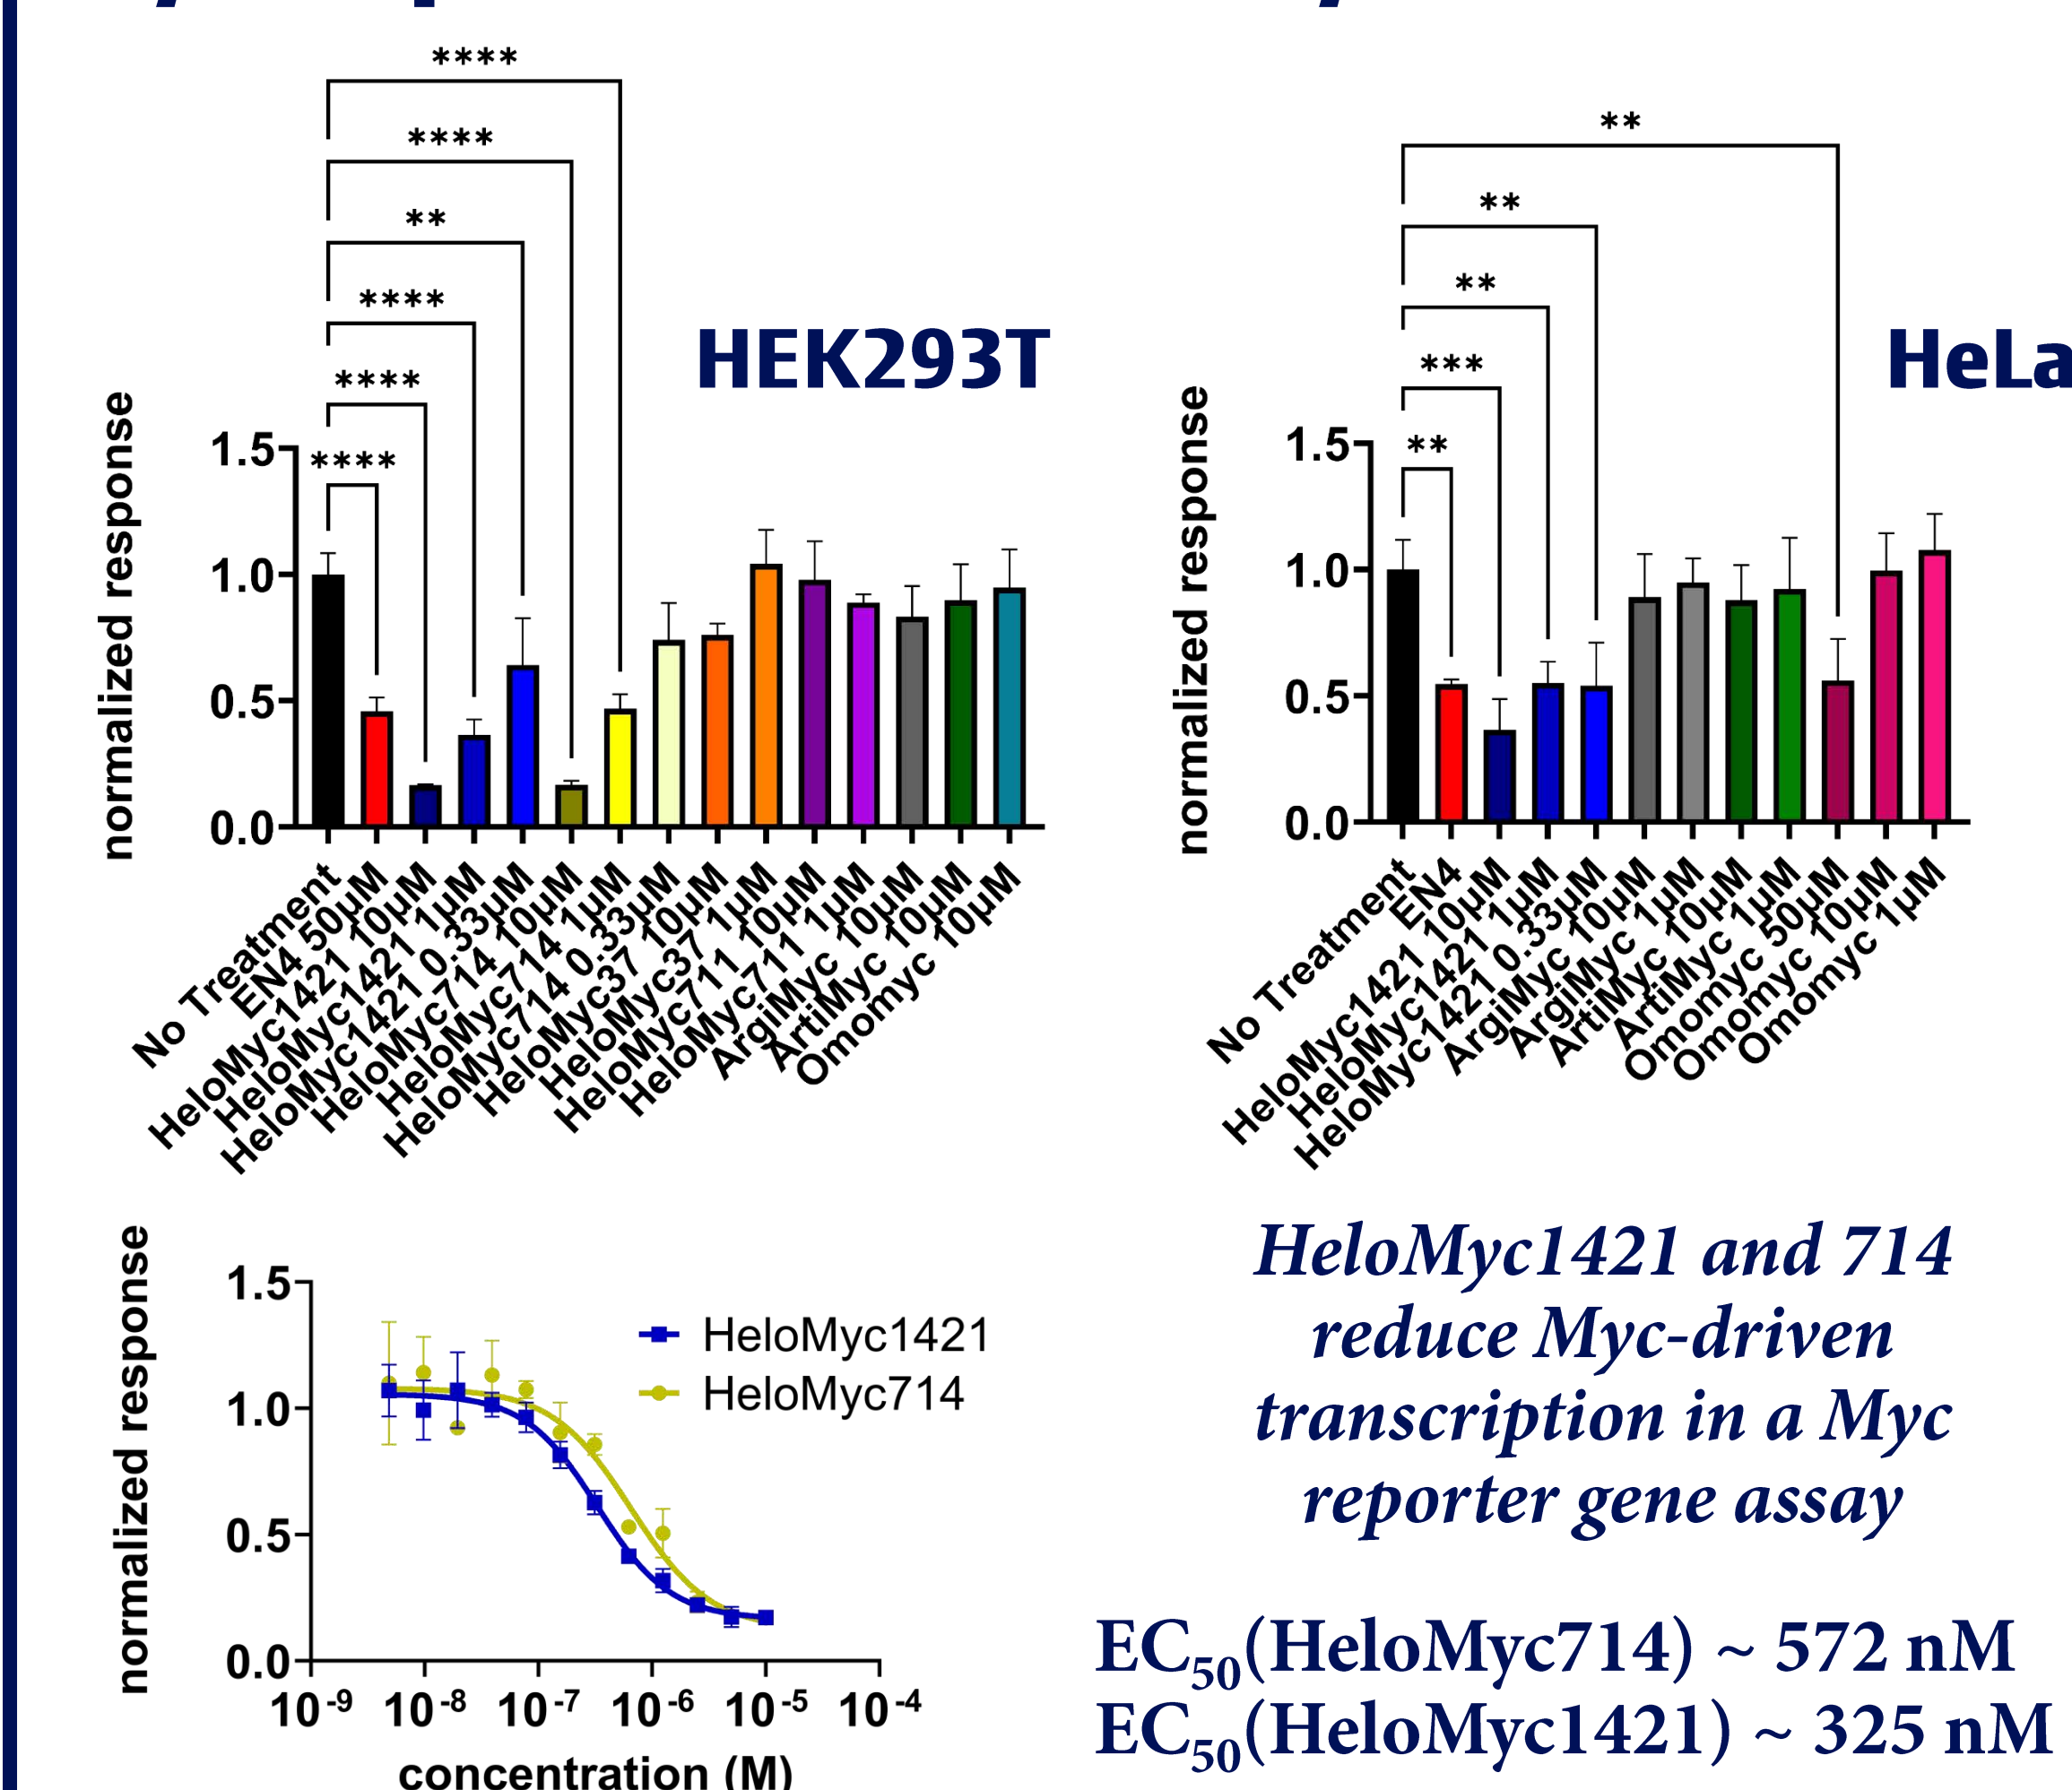 ****
****
**
****
****
****
HEK293T
normalized response
1.5
1.0
0.5
0.0
No Treatment
EN4 50µM
HeloMyc1421 10µM
HeloMyc1421 1µM
HeloMyc1421 0.33µM
HeloMyc714 10µM
HeloMyc714 1µM
HeloMyc714 0.33µM
HeloMyc37 10µM
HeloMyc37 1µM
HeloMyc711 10µM
HeloMyc711 1µM
ArgiMyc 10µM
ArtiMyc 10µM
Omomyc 10µM
**
**
**
***
**
HeLa
normalized response
1.5
1.0
0.5
0.0
No Treatment
EN4
HeloMyc1421 10µM
HeloMyc1421 1µM
HeloMyc1421 0.33µM
ArgiMyc 10µM
ArgiMyc 1µM
ArtiMyc 10µM
ArtiMyc 1µM
Omomyc 50µM
Omomyc 10µM
Omomyc 1µM
normalized response
1.5
1.0
0.5
0.0
HeloMyc1421
HeloMyc714
10-9 10-8 10-7 10-6 10-5 10-4
concentration (M)
HeloMyc1421 and 714
reduce Myc-driven
transcription in a Myc
reporter gene assay
EC50(HeloMyc714) ~ 572 nM
EC50(HeloMyc1421) ~ 325 nM